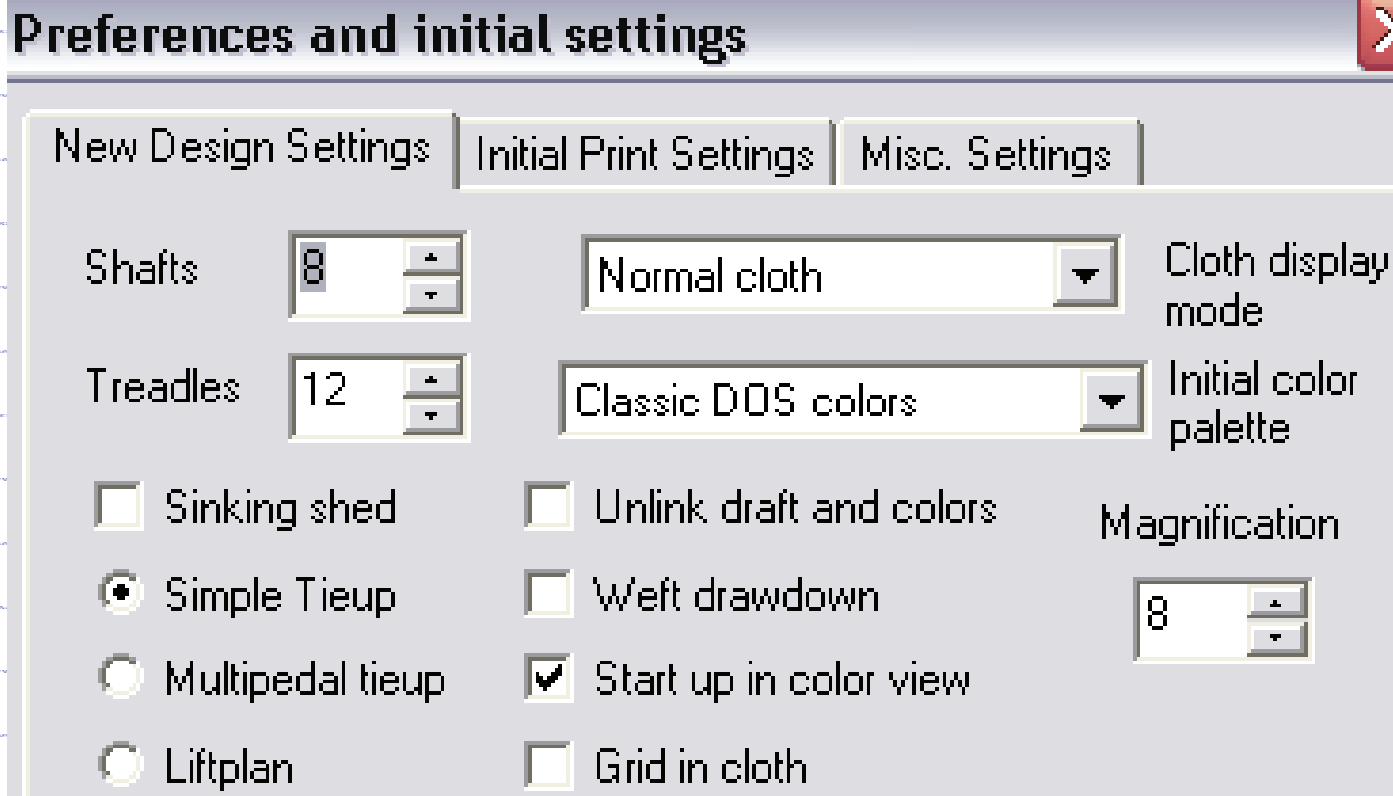 Preferences and initial settings
New Design Settings
Initial Print Settings
Misc. Settings
Shafts
8
Normal cloth
Cloth display
mode
Treadles
12
Classic DOS colors
Initial color
palette
Sinking shed
Unlink draft and colors
Magnification
Simple Tieup
Weft drawdown
8
Multipedal tieup
Start up in color view
Liftplan
Grid in cloth